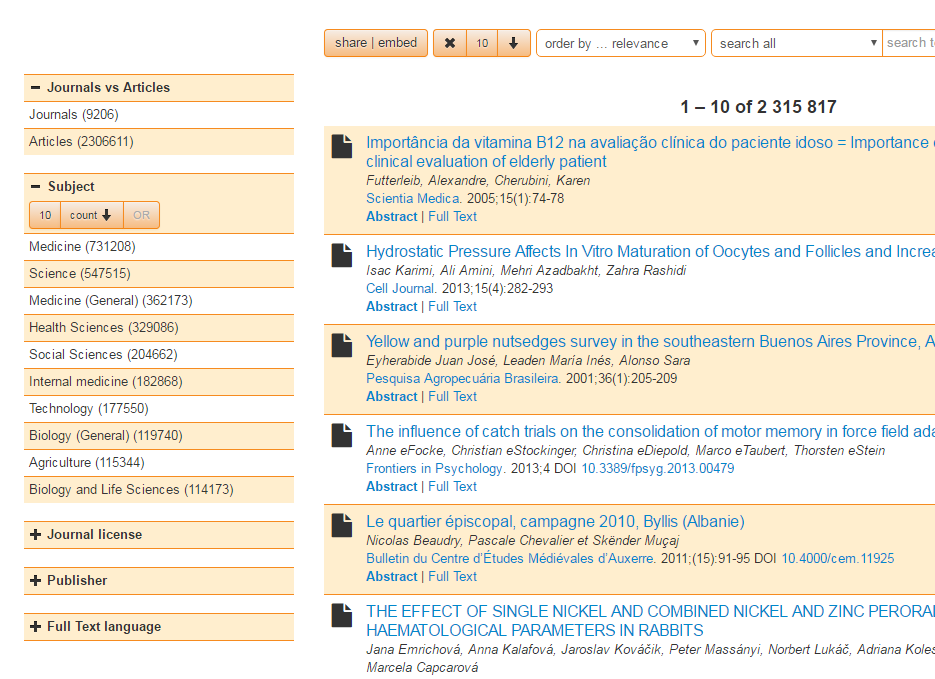 share | embed
10
order by ... relevance
search all
search t
Journals vs Articles
Journals (9206)
Articles (2306611)
Subject
10
count
OR
Medicine (731208)
Science (547515)
Medicine (General) (362173)
Health Sciences (329086)
Social Sciences (204662)
Internal medicine (182868)
Technology (177550)
Biology (General) (119740)
Agriculture (115344)
Biology and Life Sciences (114173)
Journal license
Publisher
Full Text language
1 – 10 of 2 315 817
Importância da vitamina B12 na avaliação clínica do paciente idoso = Importance
clinical evaluation of elderly patient
Futterleib, Alexandre, Cherubini, Karen
Scientia Medica. 2005;15(1):74-78
Abstract | Full Text
Hydrostatic Pressure Affects In Vitro Maturation of Oocytes and Follicles and Increa
Isac Karimi, Ali Amini, Mehri Azadbakht, Zahra Rashidi
Cell Journal. 2013;15(4):282-293
Abstract | Full Text
Yellow and purple nutsedges survey in the southeastern Buenos Aires Province, A
Eyherabide Juan José, Leaden María Inés, Alonso Sara
Pesquisa Agropecuária Brasileira. 2001;36(1):205-209
Abstract | Full Text
The influence of catch trials on the consolidation of motor memory in force field ada
Anne eFocke, Christian eStockinger, Christina eDiepold, Marco eTaubert, Thorsten eStein
Frontiers in Psychology. 2013;4 DOI 10.3389/fpsyg.2013.00479
Abstract | Full Text
Le quartier épiscopal, campagne 2010, Byllis (Albanie)
Nicolas Beaudry, Pascale Chevalier et Skënder Muçaj
Bulletin du Centre d’Études Médiévales d’Auxerre. 2011;(15):91-95 DOI 10.4000/cem.11925
Abstract | Full Text
THE EFFECT OF SINGLE NICKEL AND COMBINED NICKEL AND ZINC PERORA
HAEMATOLOGICAL PARAMETERS IN RABBITS
Jana Emrichová, Anna Kalafová, Jaroslav Kováčik, Peter Massányi, Norbert Lukáč, Adriana Koles
Marcela Capcarová